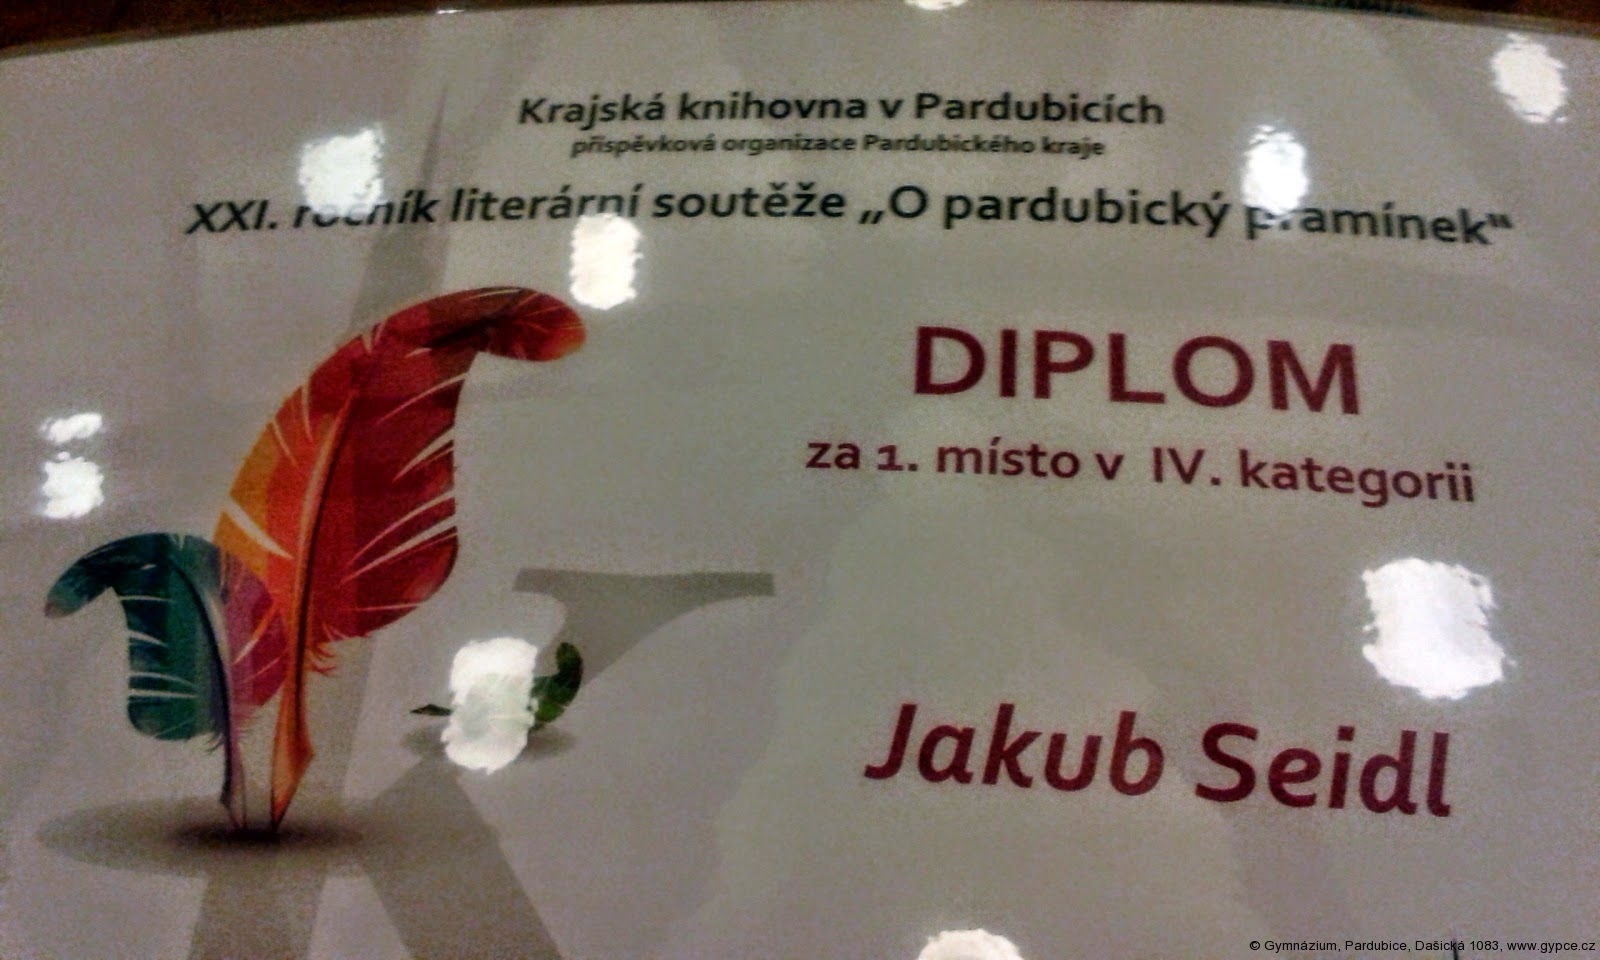 Krajská knihovna v Pardubicích
příspěvková organizace Pardubického kraje
XXI. ročník literární soutěže „O pardubický pramínek“
DIPLOM
za 1. místo v IV. kategorii
Jakub Seidl
© Gymnázium, Pardubice, Dašická 1083, www.gypce.cz